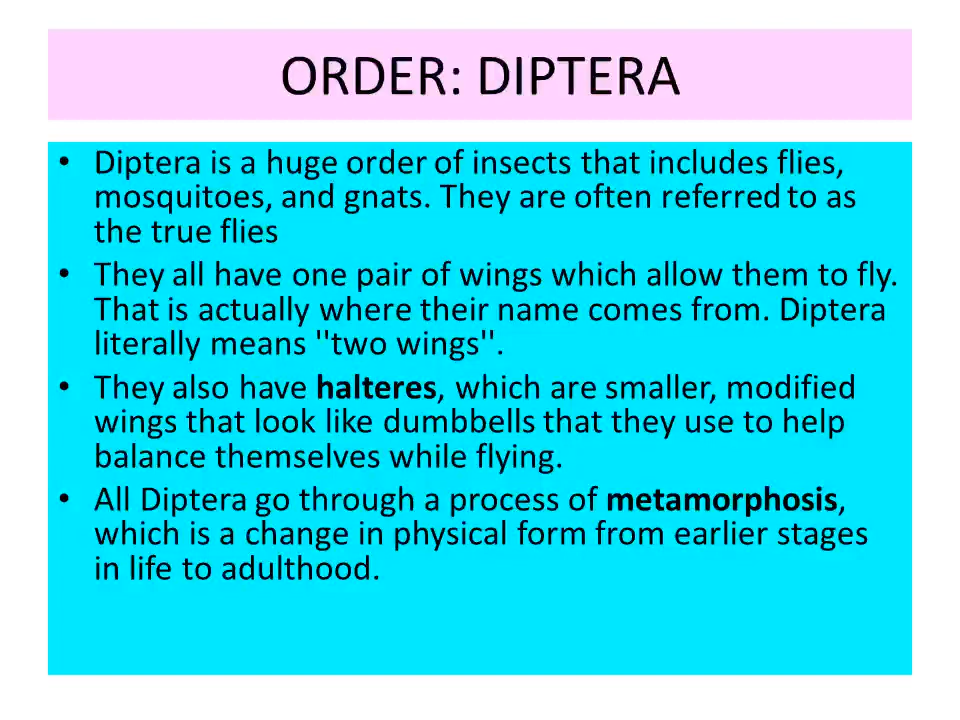 ORDER: DIPTERA
• Diptera is a huge order of insects that includes flies,
mosquitoes, and gnats. They are often referred to as
the true flies
• They all have one pair of wings which allow them to fly.
That is actually where their name comes from. Diptera
literally means ''two wings''.
• They also have halteres, which are smaller, modified
wings that look like dumbbells that they use to help
balance themselves while flying.
• All Diptera go through a process of metamorphosis,
which is a change in physical form from earlier stages
in life to adulthood.